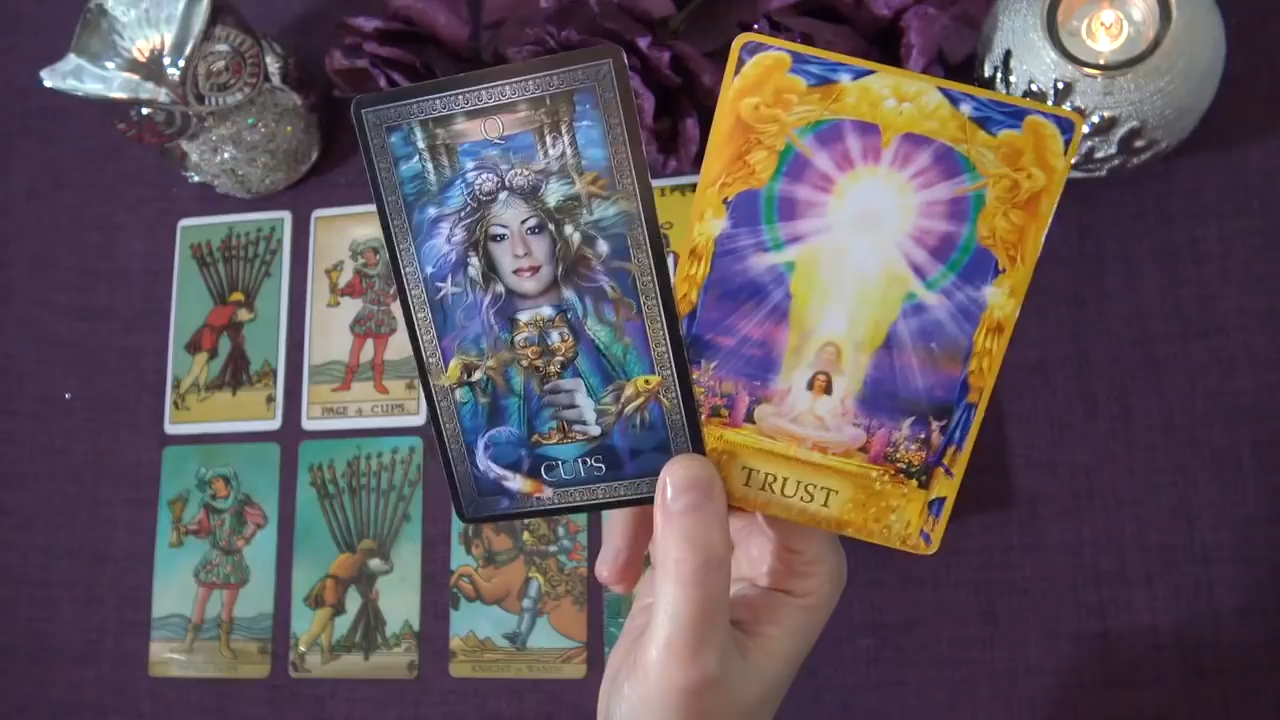 Q
CUPS
TRUST
PAGE of CUPS.
KNIGHT of WANDS